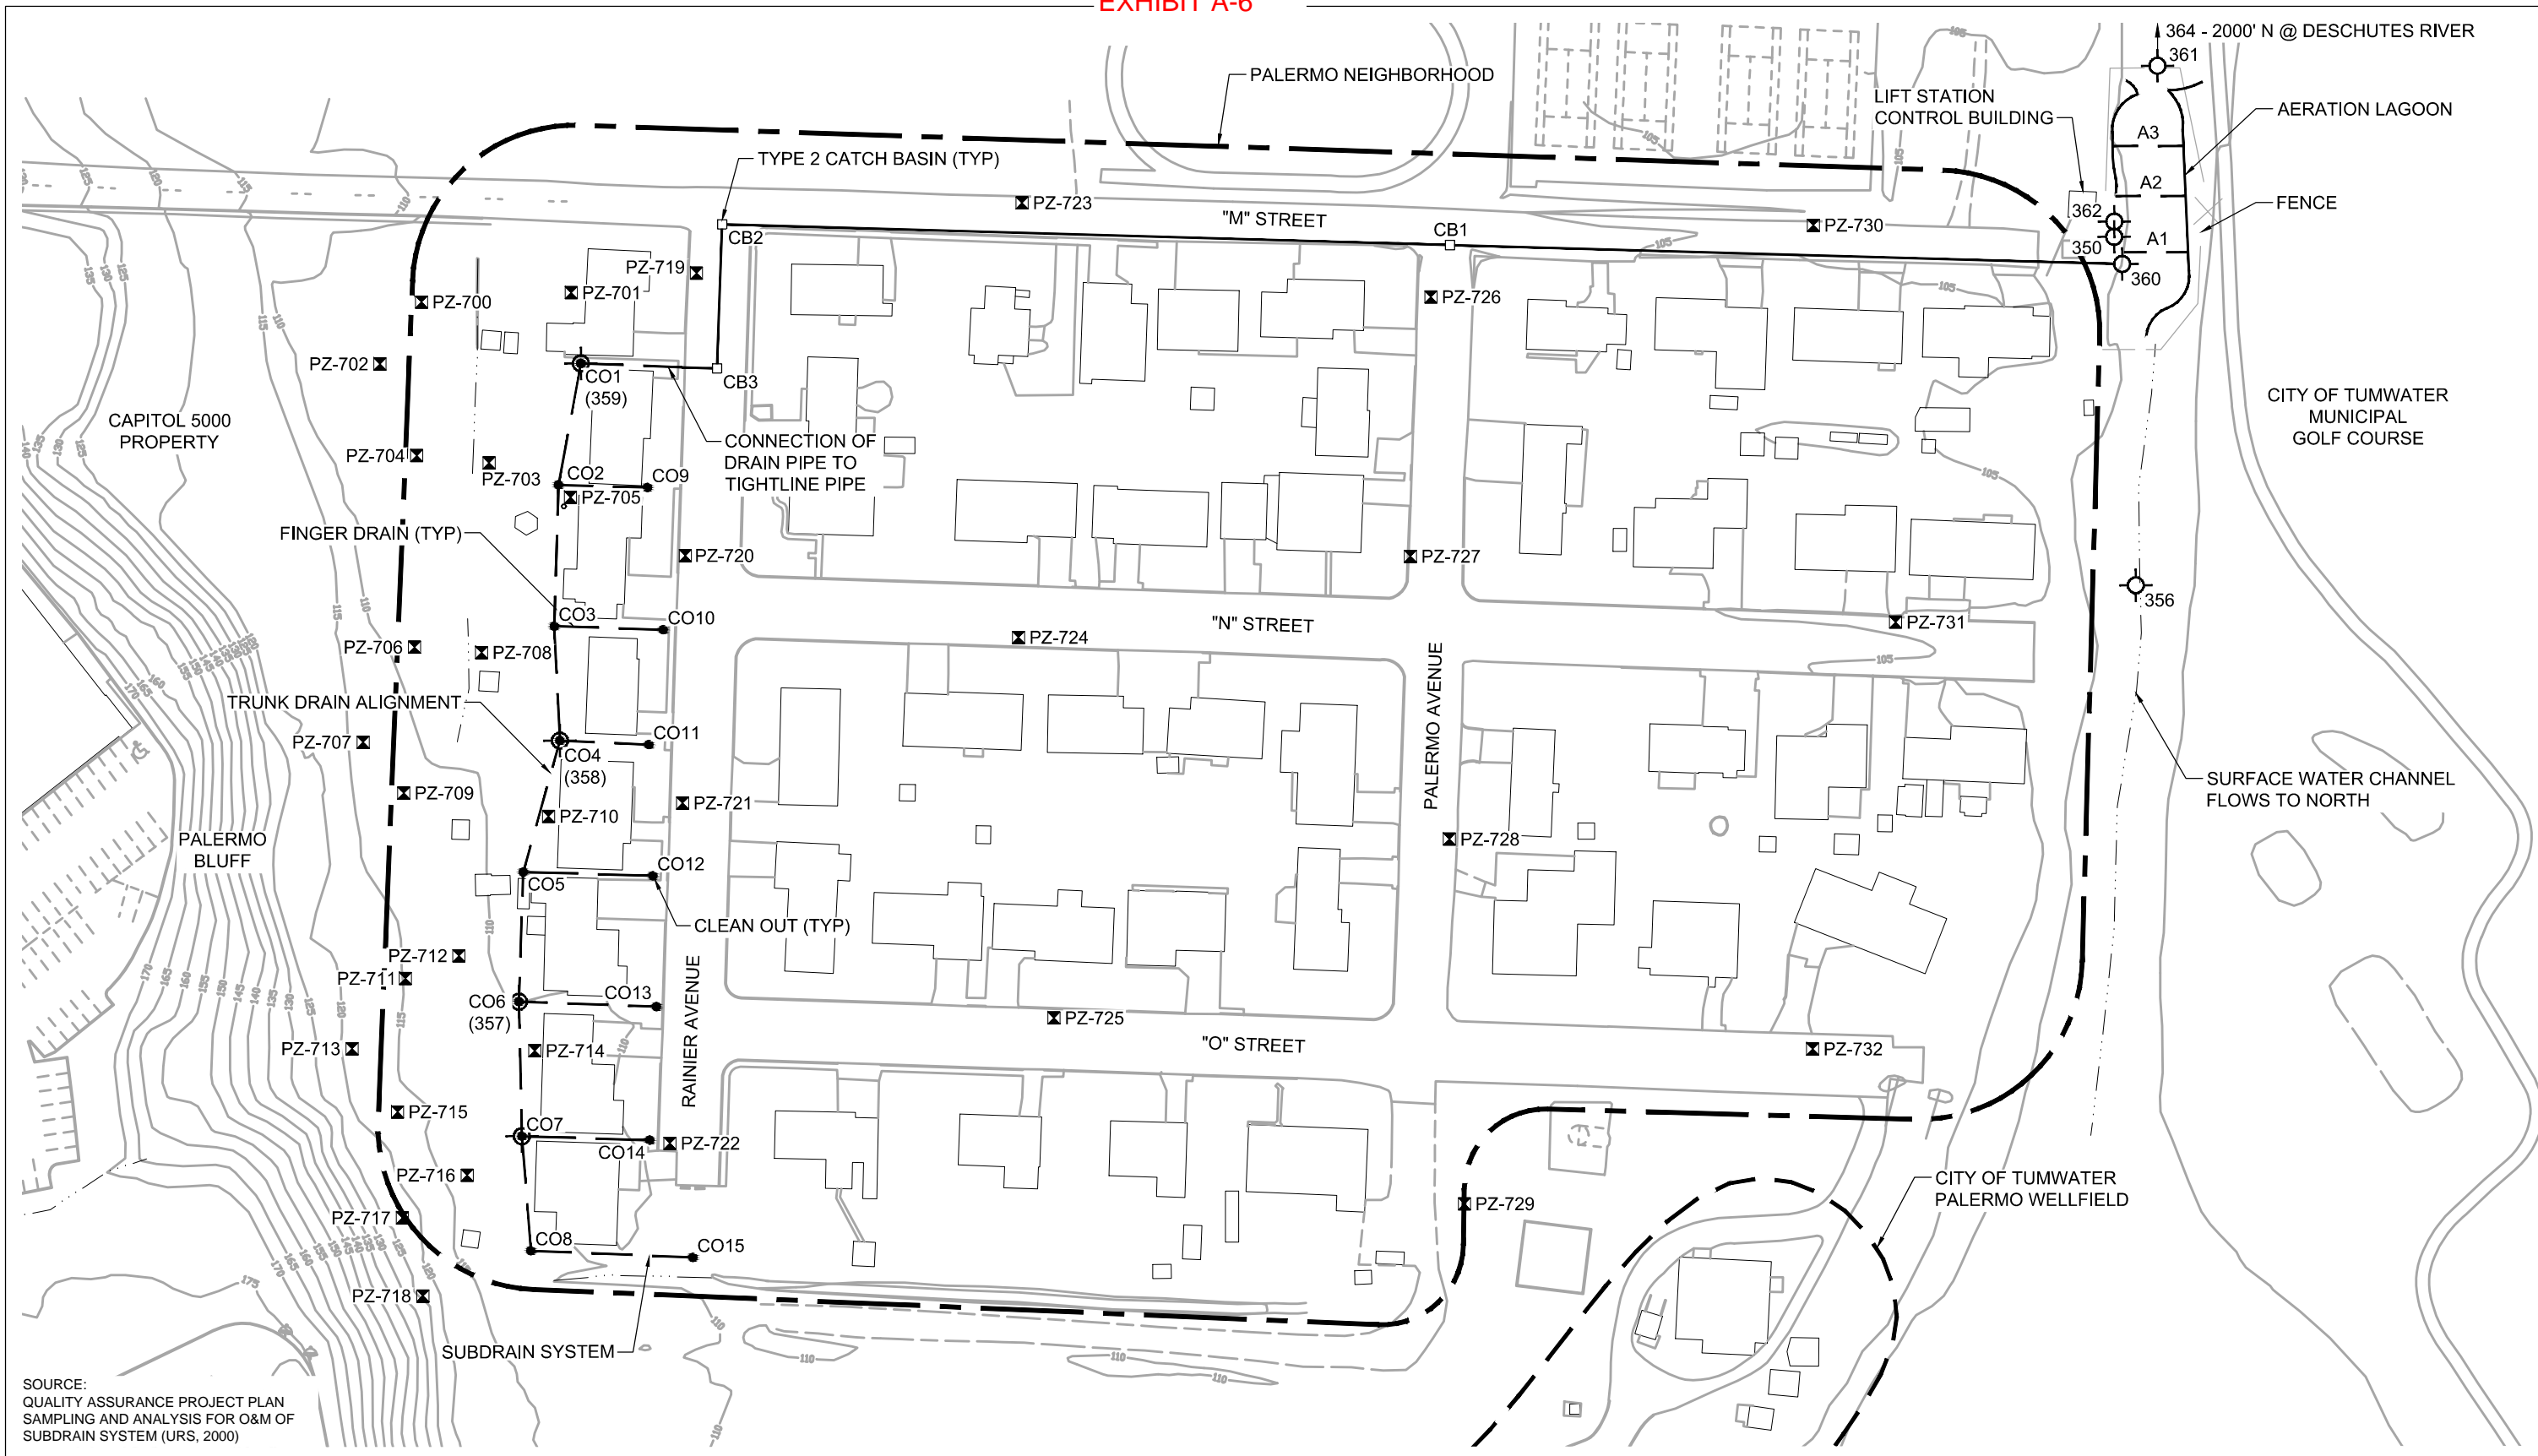 EXHIBIT A-6
364 - 2000' N @ DESCHUTES RIVER
361
PALERMO NEIGHBORHOOD
LIFT STATION
CONTROL BUILDING
AERATION LAGOON
A3
A2
A1
FENCE
362
350
360
TYPE 2 CATCH BASIN (TYP)
PZ-723
"M" STREET
PZ-730
CB2
CB1
PZ-719
PZ-701
PZ-700
PZ-726
PZ-702
CO1
(359)
CB3
CAPITOL 5000
PROPERTY
CITY OF TUMWATER
MUNICIPAL
GOLF COURSE
CONNECTION OF
DRAIN PIPE TO
TIGHTLINE PIPE
PZ-704
PZ-703
CO2
CO9
PZ-705
FINGER DRAIN (TYP)
PZ-720
PZ-727
356
CO3
CO10
"N" STREET
PZ-731
PZ-724
PZ-706
PZ-708
PALERMO AVENUE
TRUNK DRAIN ALIGNMENT
PZ-707
CO11
CO4
(358)
SURFACE WATER CHANNEL
FLOWS TO NORTH
PZ-709
PZ-710
PZ-721
PALERMO
BLUFF
PZ-728
CO5
CO12
CLEAN OUT (TYP)
PZ-712
PZ-711
CO6
(357)
CO13
RAINIER AVENUE
PZ-725
"O" STREET
PZ-713
PZ-714
PZ-732
PZ-715
CO7
CO14
PZ-722
PZ-716
CITY OF TUMWATER
PALERMO WELLFIELD
PZ-717
PZ-729
CO8
CO15
PZ-718
SUBDRAIN SYSTEM
SOURCE:
QUALITY ASSURANCE PROJECT PLAN
SAMPLING AND ANALYSIS FOR O&M OF
SUBDRAIN SYSTEM (URS, 2000)